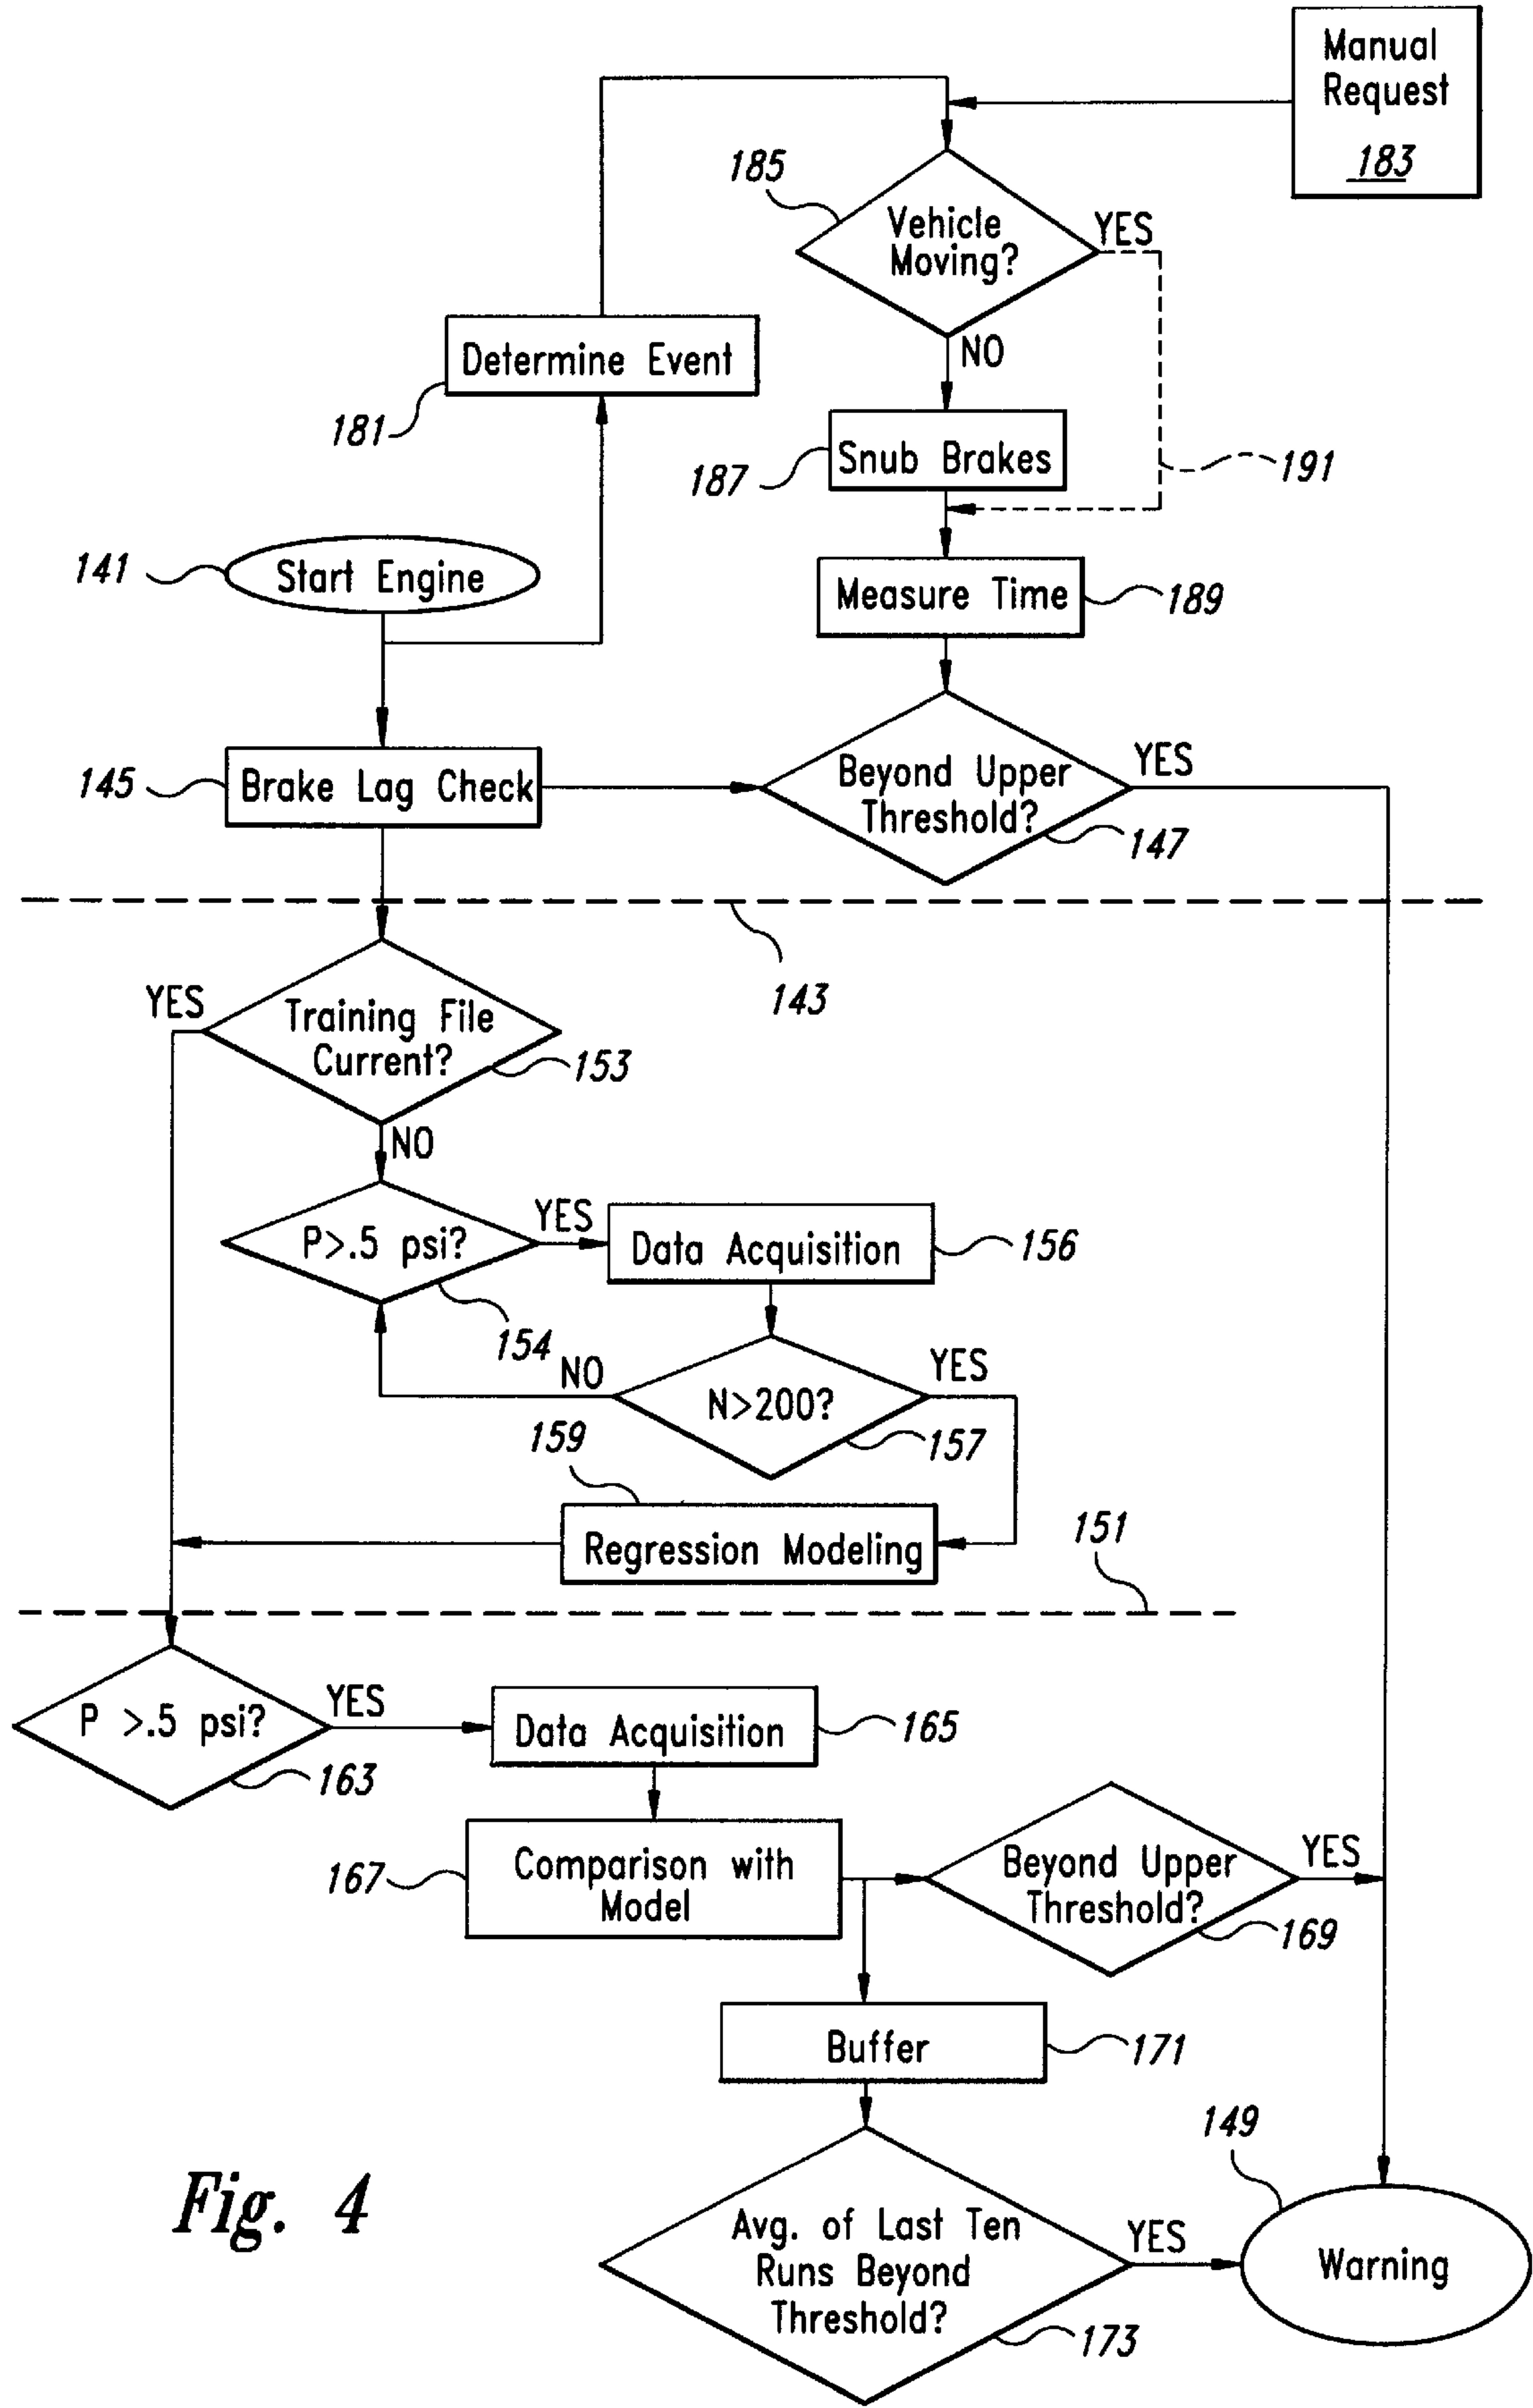 Manual
Request
183
185
Vehicle
Moving?
YES
NO
Determine Event
181
Snub Brakes
187
191
141
Start Engine
Measure Time
189
145
Brake Lag Check
Beyond Upper
Threshold?
YES
147
143
YES
Training File
Current?
153
NO
P>.5 psi?
YES
154
Data Acquisition
156
NO
N>200?
YES
157
159
Regression Modeling
151
P >.5 psi?
YES
163
Data Acquisition
165
167
Comparison with
Model
Beyond Upper
Threshold?
YES
169
Buffer
171
149
Avg. of Last Ten
Runs Beyond
Threshold?
YES
173
Warning
Fig. 4